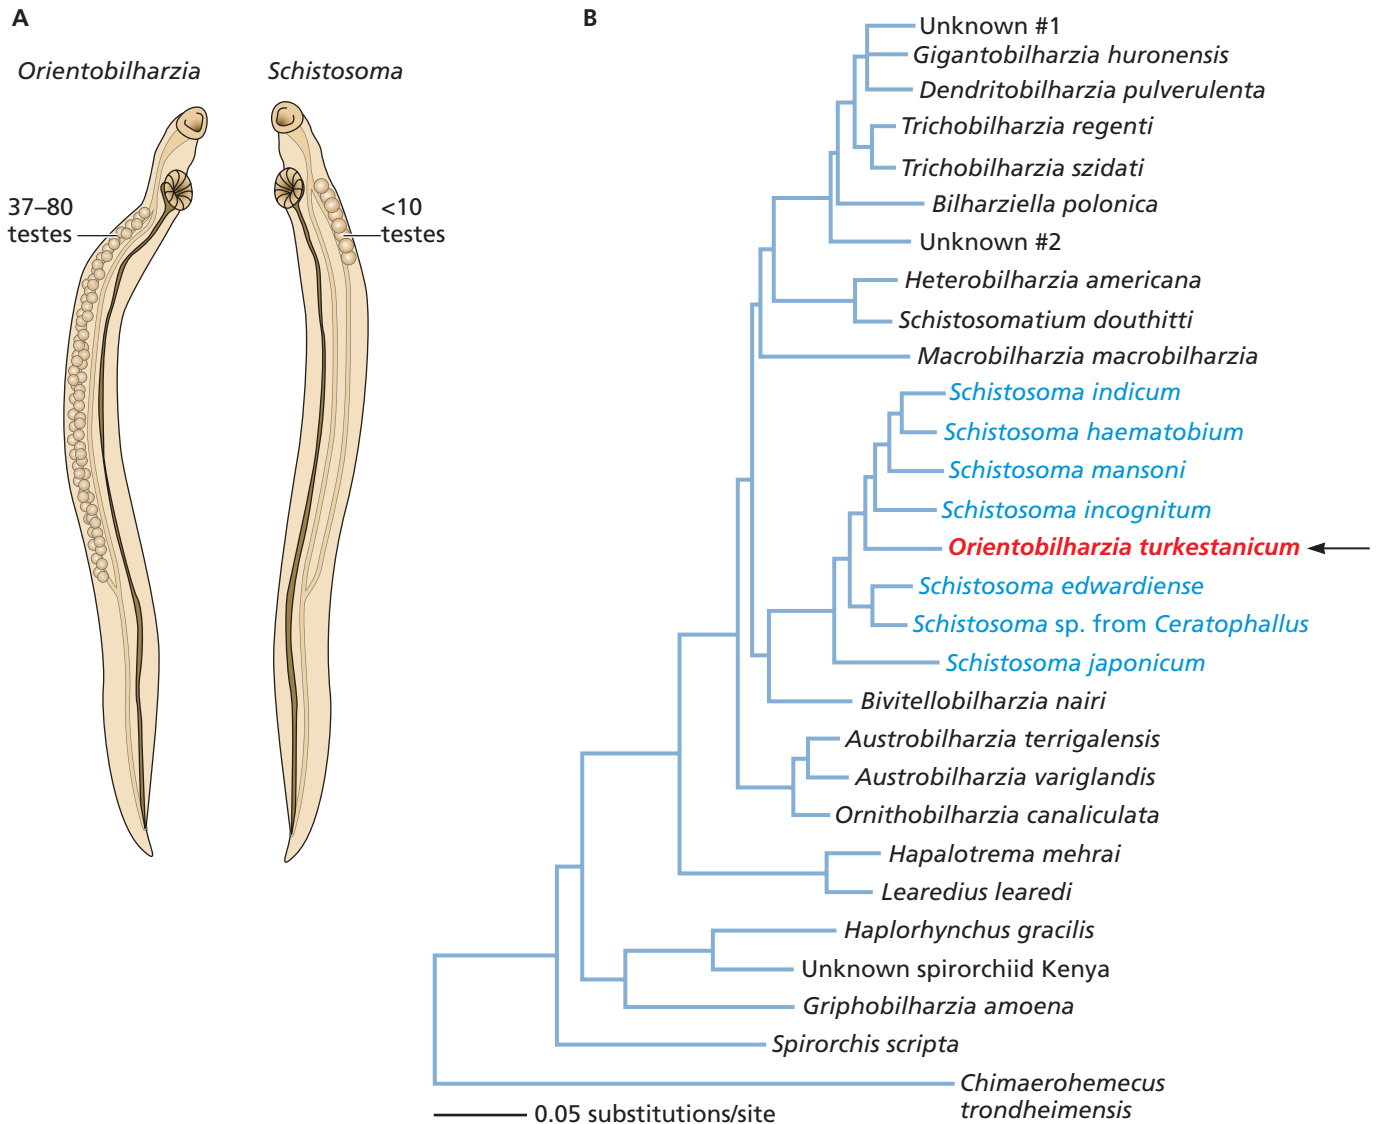 A
Orientobilharzia
Schistosoma
37–80
testes
<10
testes
B
Unknown #1
Gigantobilharzia huronensis
Dendritobilharzia pulverulenta
Trichobilharzia regenti
Trichobilharzia szidati
Bilharziella polonica
Unknown #2
Heterobilharzia americana
Schistosomatium douthitti
Macrobilharzia macrobilharzia
Schistosoma indicum
Schistosoma haematobium
Schistosoma mansoni
Schistosoma incognitum
Orientobilharzia turkestanicum
Schistosoma edwardiense
Schistosoma sp. from Ceratophallus
Schistosoma japonicum
Bivitellobilharzia nairi
Austrobilharzia terrigalensis
Austrobilharzia variglandis
Ornithobilharzia canaliculata
Hapalotrema mehrai
Learedius learedi
Haplorhynchus gracilis
Unknown spirorchiid Kenya
Griphobilharzia amoena
Spirorchis scripta
Chimaerohemecus
trondheimensis
0.05 substitutions/site